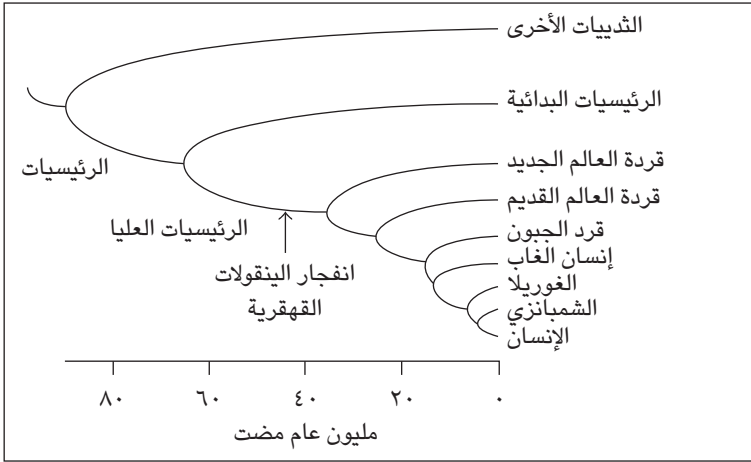 الثدييات الأخرى
الرئيسيات البدائية
الرئيسيات
قردة العالم الجديد
قردة العالم القديم
الرئيسيات العليا
قرد الجبون
إنسان الغاب
انفجار الينقولات
القهقرية
الغوريلا
الشمبانزي
الإنسان
٨٠ ٦٠ ٤٠ ٢٠ ٠
مليون عام مضت